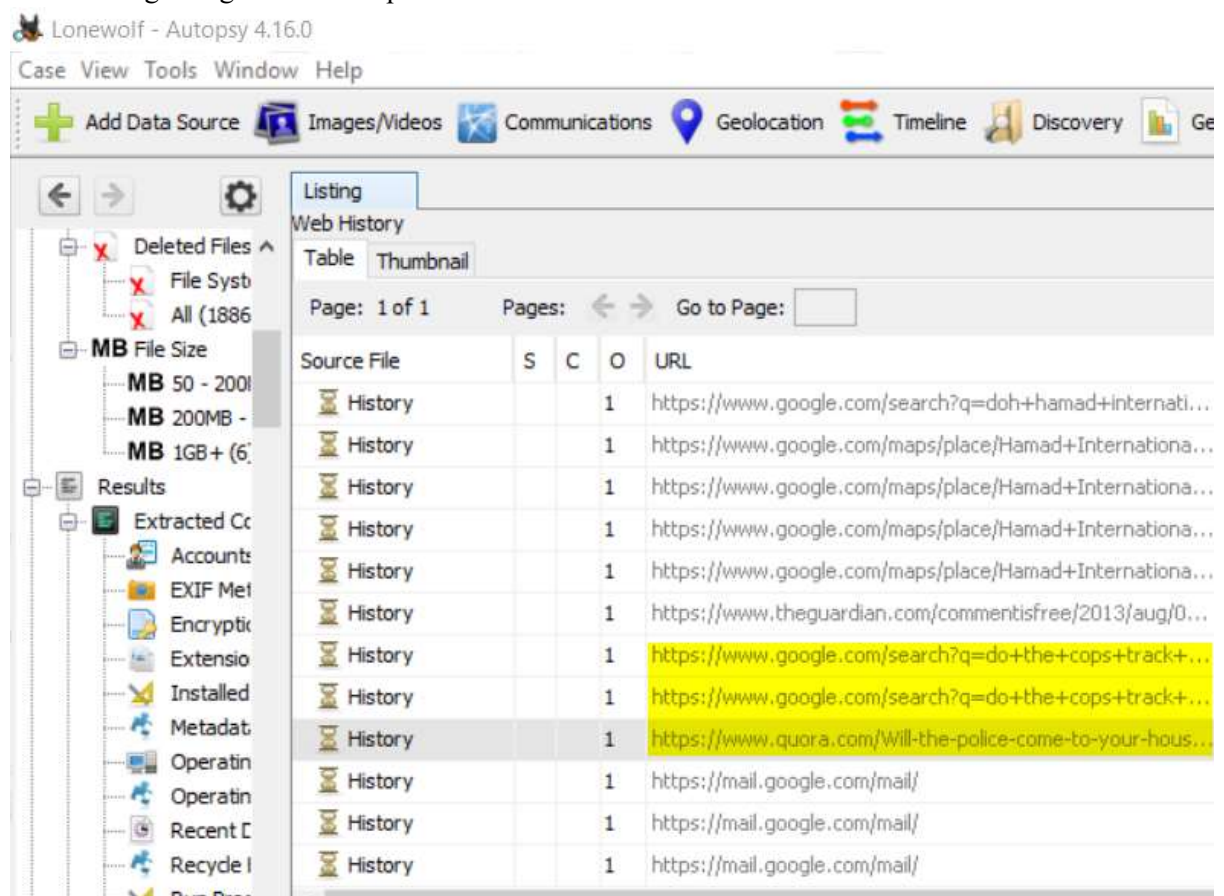 Lonewolf - Autopsy 4.16.0
Case View Tools Window Help
Add Data Source Images/Videos Communications Geolocation Timeline Discovery Ge
Listing
Web History
Table Thumbnail
Page: 1 of 1 Pages: Go to Page:
Source File S C O URL
History 1 https://www.google.com/search?q=doh+hamad+internati...
History 1 https://www.google.com/maps/place/Hamad+Internationa...
History 1 https://www.google.com/maps/place/Hamad+Internationa...
History 1 https://www.google.com/maps/place/Hamad+Internationa...
History 1 https://www.google.com/maps/place/Hamad+Internationa...
History 1 https://www.theguardian.com/commentisfree/2013/aug/0...
History 1 https://www.google.com/search?q=do+the+cops+track+...
History 1 https://www.google.com/search?q=do+the+cops+track+...
History 1 https://www.quora.com/Will-the-police-come-to-your-hous...
History 1 https://mail.google.com/mail/
History 1 https://mail.google.com/mail/
History 1 https://mail.google.com/mail/
Deleted Files
File Syst
All (1886
MB File Size
MB 50 - 200
MB 200MB -
MB 1GB+ (6
Results
Extracted Co
Accounts
EXIF Met
Encryptic
Extensio
Installed
Metadat
Operatin
Operatin
Recent D
Recycle